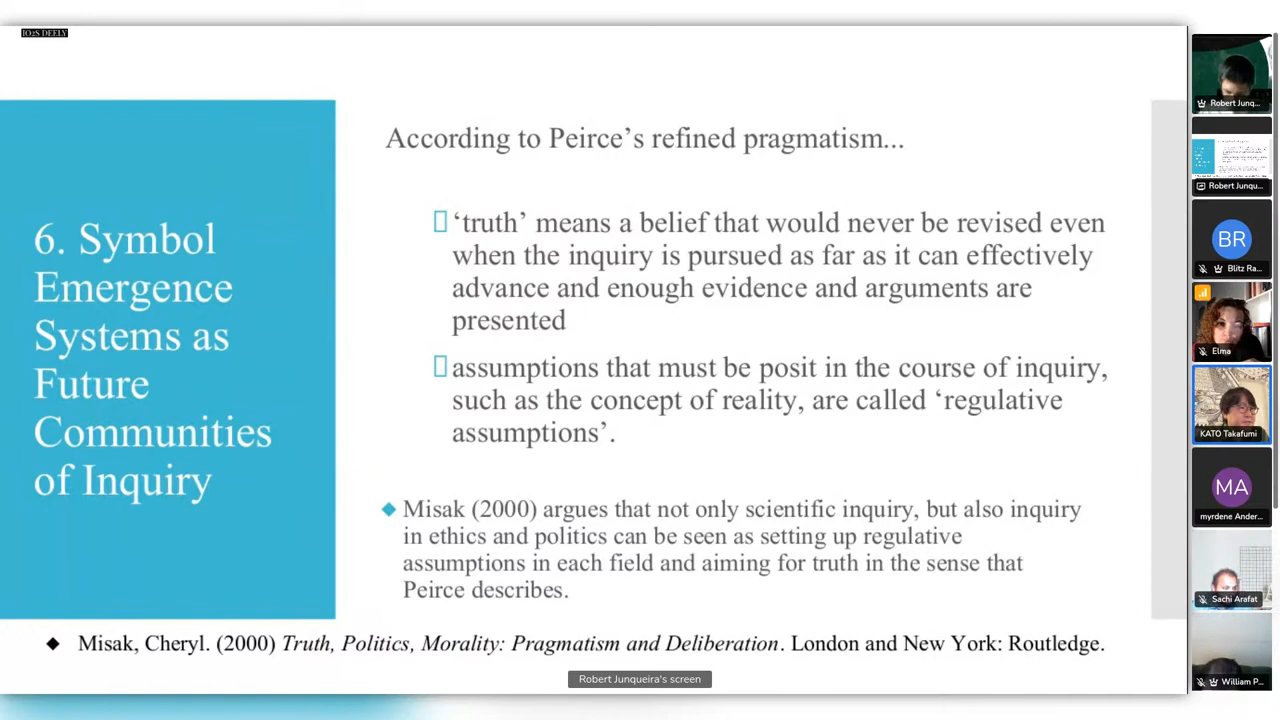 IO2S DEELY
According to Peirce’s refined pragmatism...
6. Symbol
Emergence
Systems as
Future
Communities
of Inquiry
‘truth’ means a belief that would never be revised even
when the inquiry is pursued as far as it can effectively
advance and enough evidence and arguments are
presented
assumptions that must be posit in the course of inquiry,
such as the concept of reality, are called ‘regulative
assumptions’.
Misak (2000) argues that not only scientific inquiry, but also inquiry
in ethics and politics can be seen as setting up regulative
assumptions in each field and aiming for truth in the sense that
Peirce describes.
Misak, Cheryl. (2000) Truth, Politics, Morality: Pragmatism and Deliberation. London and New York: Routledge.
Robert Junqueira's screen
Robert Junq...
Robert Junqu...
BR
Blitz Ra...
Elma
KATO Takafumi
MA
myrdene Ander...
Sachi Arafat
William P...